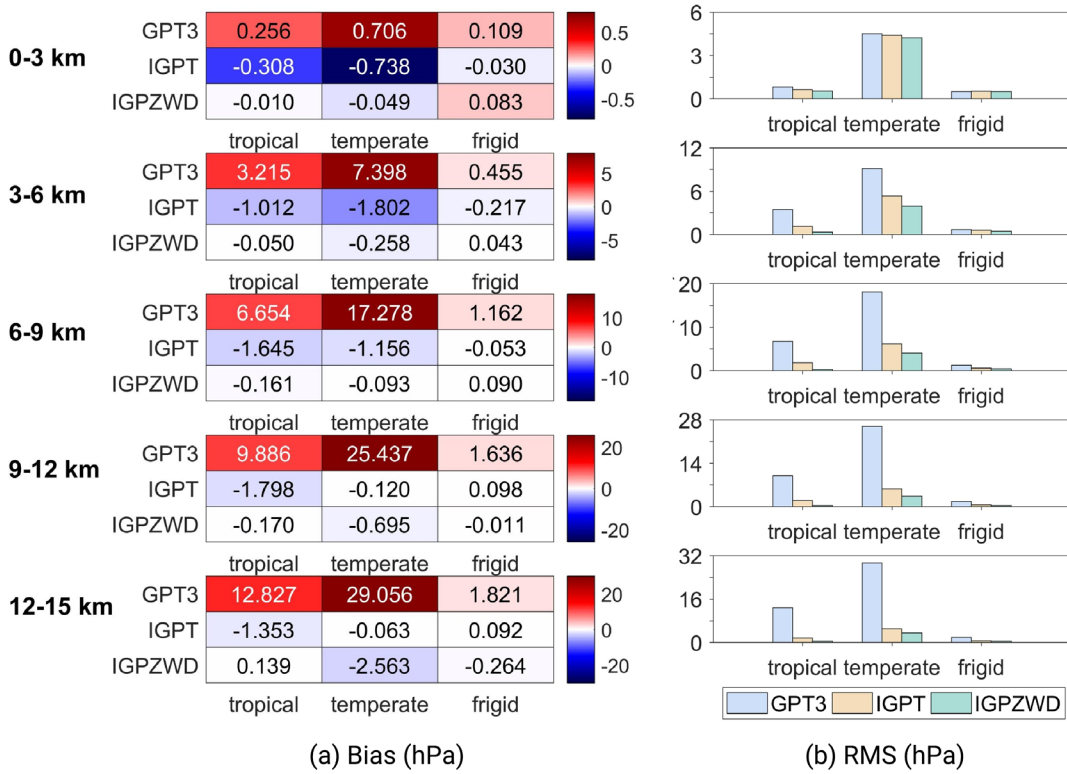 0-3 km
GPT3 0.256 0.706 0.109
IGPT -0.308 -0.738 -0.030
IGPZWD -0.010 -0.049 0.083
tropical temperate frigid
0.5
0
-0.5
3-6 km
GPT3 3.215 7.398 0.455
IGPT -1.012 -1.802 -0.217
IGPZWD -0.050 -0.258 0.043
tropical temperate frigid
5
0
-5
6-9 km
GPT3 6.654 17.278 1.162
IGPT -1.645 -1.156 -0.053
IGPZWD -0.161 -0.093 0.090
tropical temperate frigid
10
0
-10
9-12 km
GPT3 9.886 25.437 1.636
IGPT -1.798 -0.120 0.098
IGPZWD -0.170 -0.695 -0.011
tropical temperate frigid
20
0
-20
12-15 km
GPT3 12.827 29.056 1.821
IGPT -1.353 -0.063 0.092
IGPZWD 0.139 -2.563 -0.264
tropical temperate frigid
20
0
-20
(a) Bias (hPa)
6
3
0
tropical temperate frigid
12
6
0
tropical temperate frigid
20
10
0
tropical temperate frigid
28
14
0
tropical temperate frigid
32
16
0
tropical temperate frigid
GPT3 IGPT IGPZWD
(b) RMS (hPa)